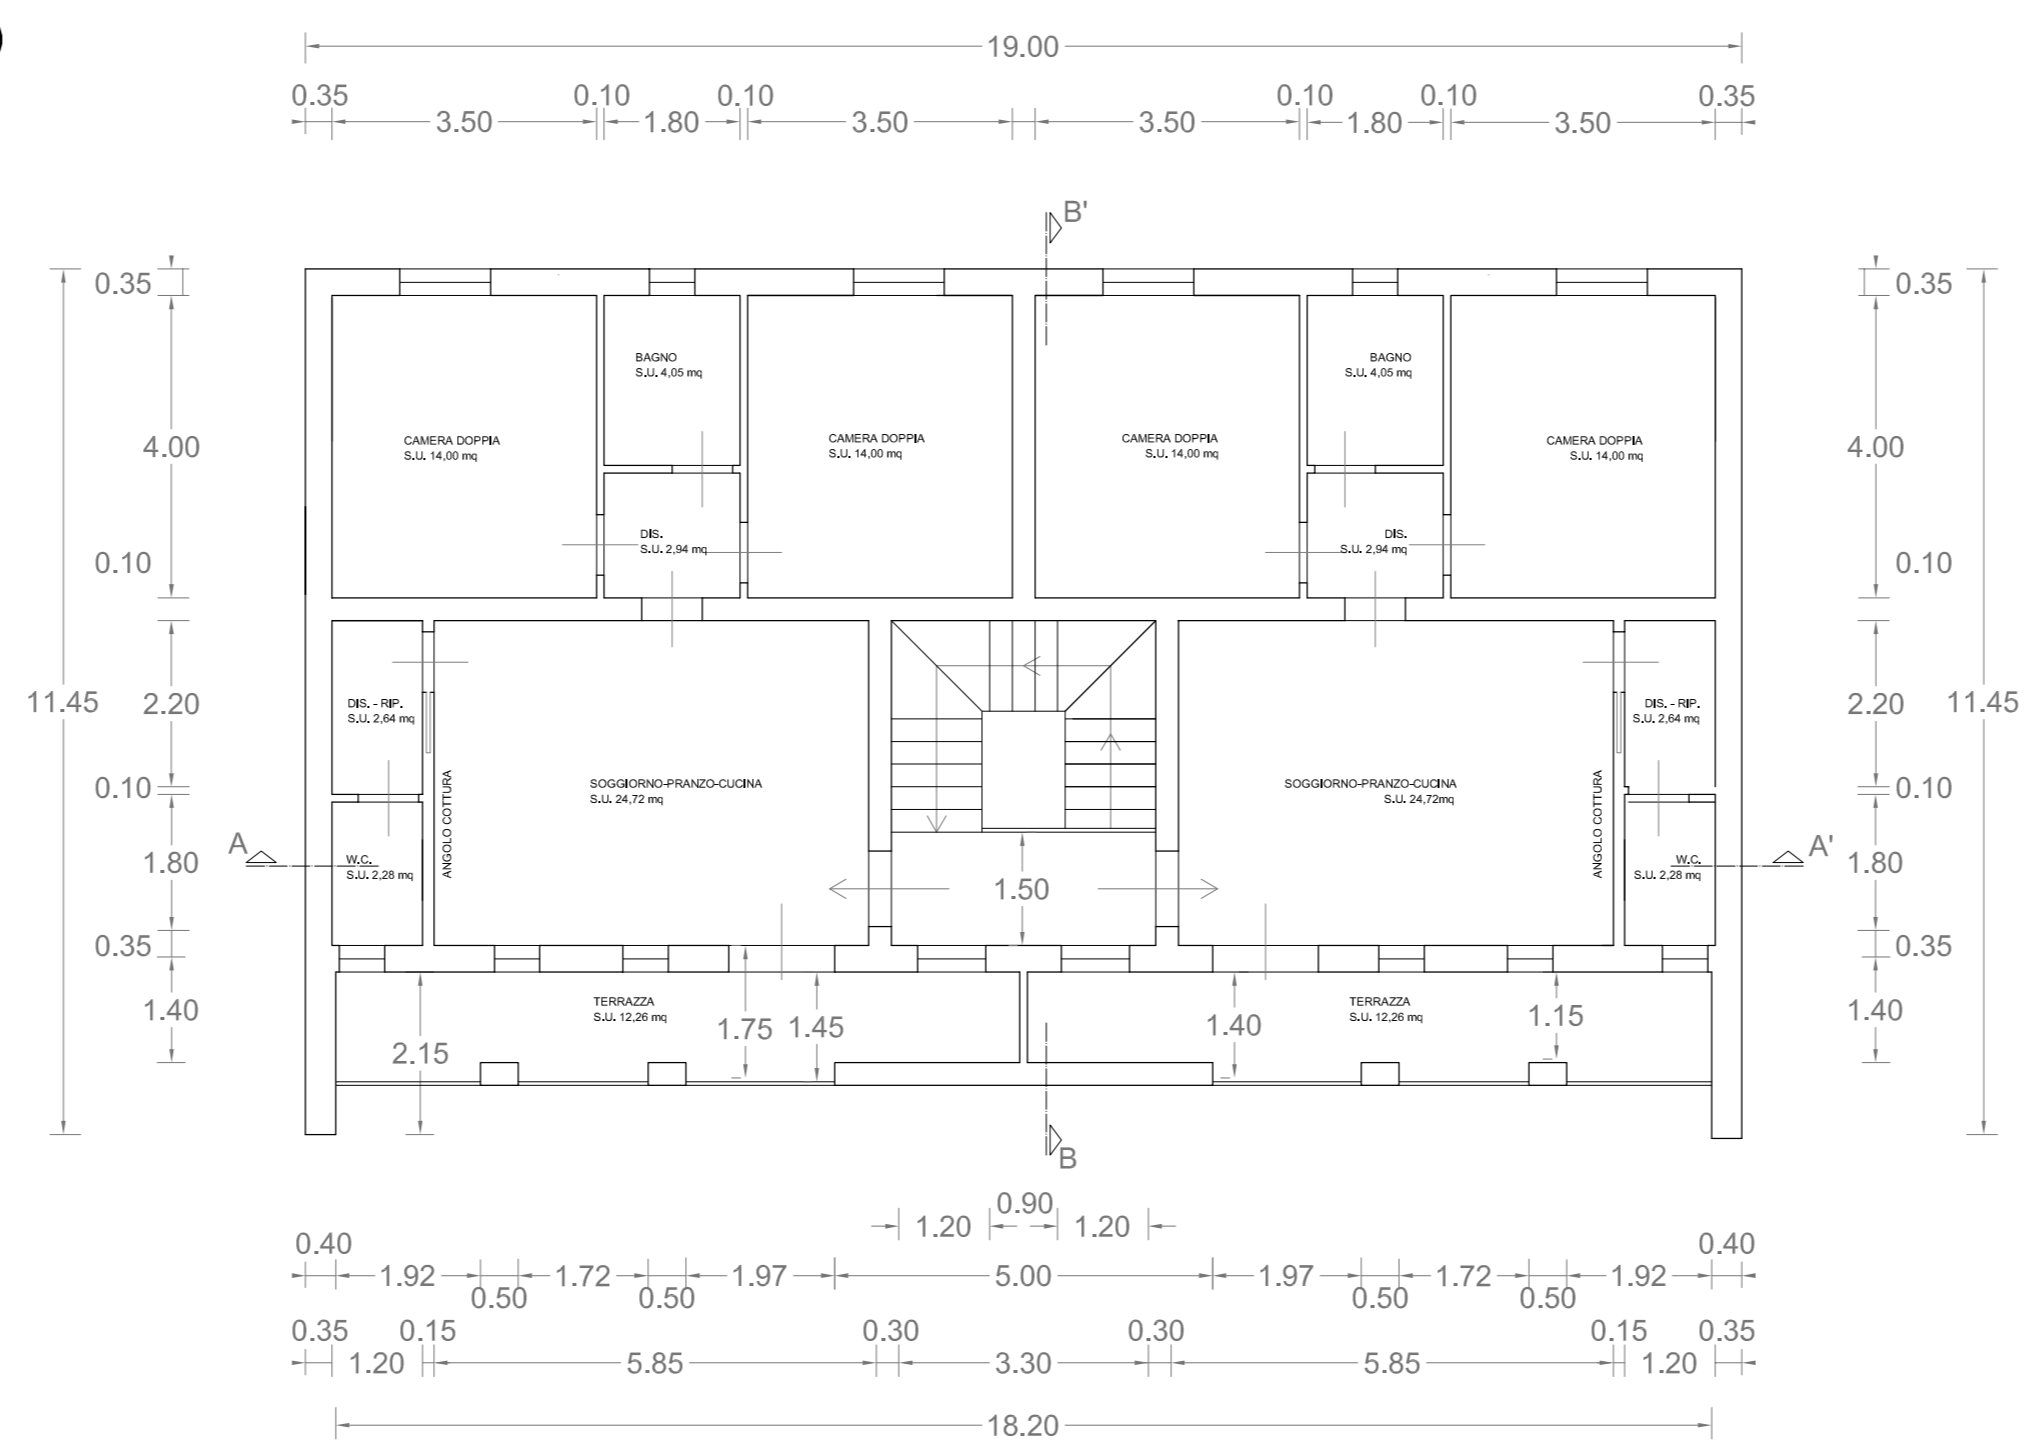 19.00
0.35 0.10 0.10 0.10 0.10 0.35
3.50 1.80 3.50 3.50 1.80 3.50
B'
0.35 0.35
BAGNO
S.U. 4,05 mq
BAGNO
S.U. 4,05 mq
4.00 4.00
CAMERA DOPPIA
S.U. 14,00 mq
CAMERA DOPPIA
S.U. 14,00 mq
CAMERA DOPPIA
S.U. 14,00 mq
CAMERA DOPPIA
S.U. 14,00 mq
DIS.
S.U. 2,94 mq
DIS.
S.U. 2,94 mq
0.10 0.10
11.45 2.20 2.20 11.45
DIS. - RIP.
S.U. 2,64 mq
DIS. - RIP.
S.U. 2,64 mq
0.10 0.10
ANGOLO COTTURA
SOGGIORNO-PRANZO-CUCINA
S.U. 24,72 mq
SOGGIORNO-PRANZO-CUCINA
S.U. 24,72mq
ANGOLO COTTURA
A A'
1.80 1.80
W.C.
S.U. 2,28 mq
W.C.
S.U. 2,28 mq
1.50
0.35 0.35
1.40 1.40
TERRAZZA
S.U. 12,26 mq
TERRAZZA
S.U. 12,26 mq
2.15 1.75 1.45 1.40 1.15
B
0.90
1.20 1.20
0.40 0.40
1.92 1.72 1.97 5.00 1.97 1.72 1.92
0.50 0.50 0.50 0.50
0.35 0.15 0.30 0.30 0.15 0.35
1.20 5.85 3.30 5.85 1.20
18.20